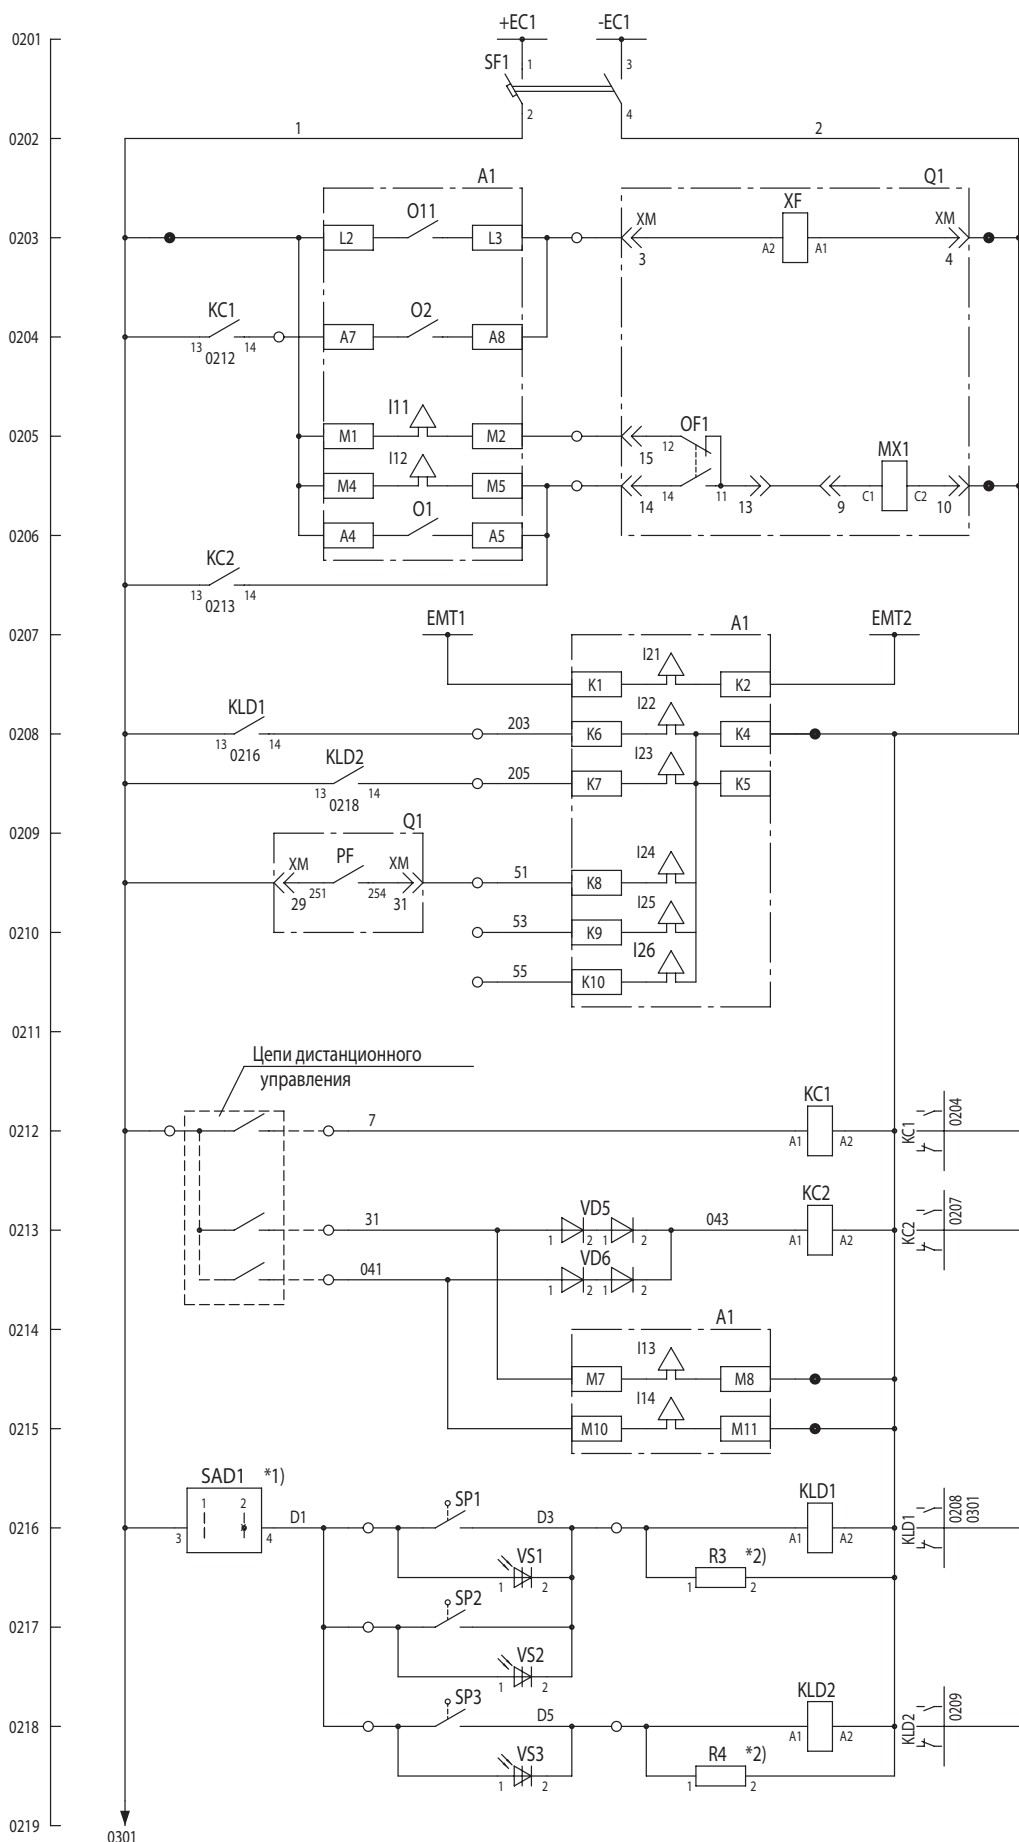 +EC1 -EC1
0201
SF1 1 3
2 4
1 2
0202
A1 Q1
O11 XF
XM XM
0203 L2 L3
3 A2 A1 4
KC1 O2
0204 A7 A8
13 14
0212
I11
OF1
0205 M1 M2 MX1
I12 15 12
M4 M5
14 14 11 13 9 C1 C2 10
O1
0206 A4 A5
KC2
13 14
0213
0207 EMT1 A1 EMT2
I21
K1 K2
KLD1 I22
203
0208 K6 K4
13 14
0216 KLD2 I23
205
K7 K5
13 14
0218
0209 Q1
XM PF XM I24
51
K8
251 254
29 31 I25
53
0210 K9
I26
55
K10
0211
Цепи дистанционного
управления
KC1
7 0204
0212 KC1
A1 A2
KC2
31 VD5 043 0207
0213 KC2
1 2 1 2 A1 A2
VD6
041
1 2 1 2
0214 A1
I13
M7 M8
I14
0215 M10 M11
SAD1 *1)
KLD1
1 2 SP1 0208
D1 D3 0301
0216 KLD1
3 4 A1 A2
VS1 R3 *2)
1 2 1 2
SP2
0217
VS2
1 2
SP3 KLD2
D5 0209
0218 KLD2
A1 A2
VS3 R4 *2)
1 2 1 2
0219
0301